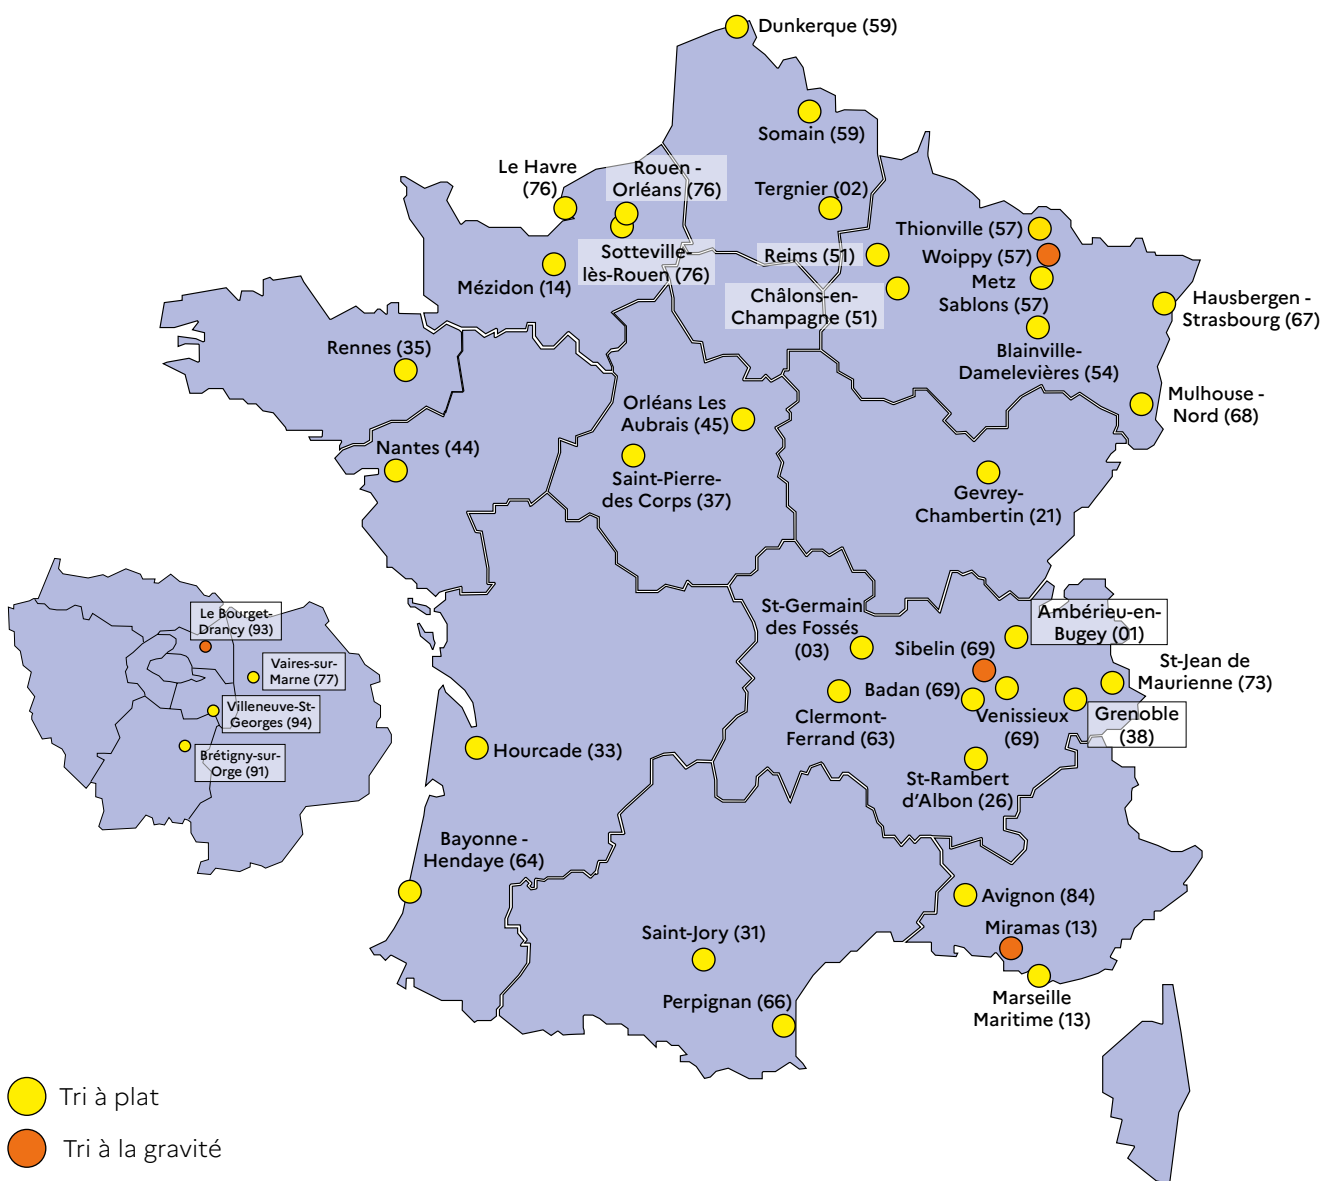 Dunkerque (59)
Somain (59)
Le Havre
(76)
Rouen -
Orléans (76)
Tergnier (02)
Sotteville-
lès-Rouen (76)
Mézidon (14)
Reims (51)
Châlons-en-
Champagne (51)
Thionville (57)
Woippy (57)
Metz
Sablons (57)
Hausbergen -
Strasbourg (67)
Blainville-
Damelevières (54)
Mulhouse -
Nord (68)
Rennes (35)
Nantes (44)
Orléans Les
Aubrais (45)
Saint-Pierre-
des Corps (37)
Gevrey-
Chambertin (21)
Le Bourget-
Drancy (93)
Vaires-sur-
Marne (77)
Villeneuve-St-
Georges (94)
Brétigny-sur-
Orge (91)
St-Germain
des Fossés
(03)
Ambérieu-en-
Bugey (01)
Sibelin (69)
St-Jean de
Maurienne (73)
Badan (69)
Clermont-
Ferrand (63)
Venissieux
(69)
Grenoble
(38)
St-Rambert
d'Albon (26)
Hourcade (33)
Bayonne -
Hendaye (64)
Saint-Jory (31)
Perpignan (66)
Avignon (84)
Miramas (13)
Marseille
Maritime (13)
Tri à plat
Tri à la gravité